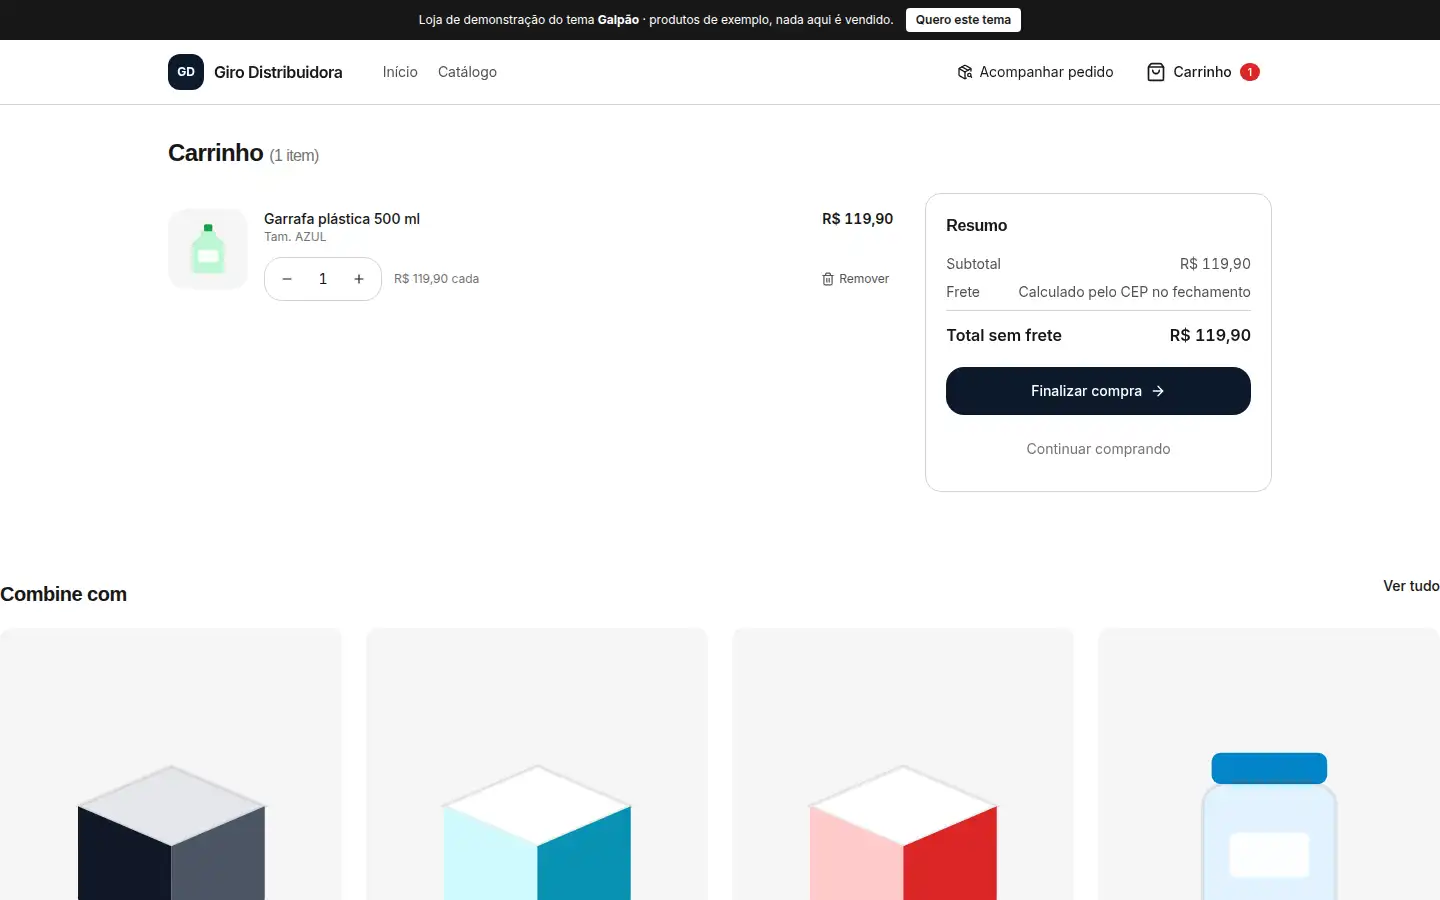 Loja de demonstração do tema Galpão · produtos de exemplo, nada aqui é vendido. Quero este tema
GD Giro Distribuidora Início Catálogo Acompanhar pedido Carrinho 1
Carrinho (1 item)
Garrafa plástica 500 ml R$ 119,90
Tam. AZUL
− 1 + R$ 119,90 cada Remover
Resumo
Subtotal R$ 119,90
Frete Calculado pelo CEP no fechamento
Total sem frete R$ 119,90
Finalizar compra →
Continuar comprando
Combine com Ver tudo